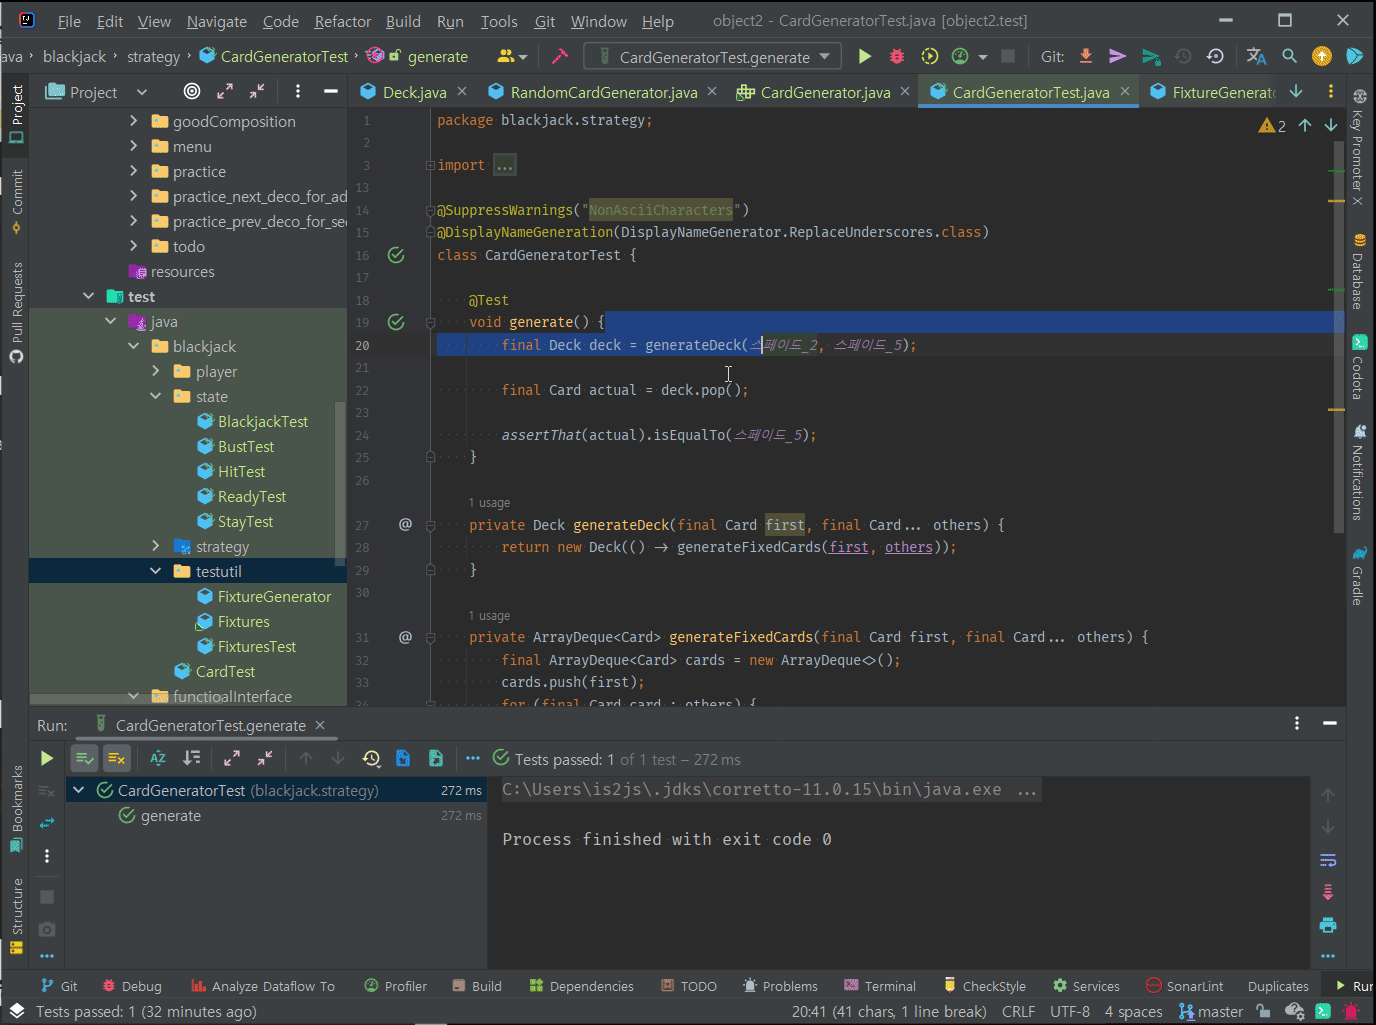 File Edit View Navigate Code Refactor Build Run Tools Git Window Help object2 - CardGeneratorTest.java [object2.test]
ava › blackjack › strategy › CardGeneratorTest › generate CardGeneratorTest.generate Git:
Project
Deck.java RandomCardGenerator.java CardGenerator.java CardGeneratorTest.java FixtureGenerat
Project
Commit
Pull Requests
Bookmarks
Structure
goodComposition
menu
practice
practice_next_deco_for_ad
practice_prev_deco_for_se
todo
resources
test
java
blackjack
player
state
BlackjackTest
BustTest
HitTest
ReadyTest
StayTest
strategy
testutil
FixtureGenerator
Fixtures
FixturesTest
CardTest
functioalInterface
2
1 package blackjack.strategy;
2
3 import ...
13
14 @SuppressWarnings("NonAsciiCharacters")
15 @DisplayNameGeneration(DisplayNameGenerator.ReplaceUnderscores.class)
16 class CardGeneratorTest {
17
18 @Test
19 void generate() {
20 final Deck deck = generateDeck(스페이드_2, 스페이드_5);
21
22 final Card actual = deck.pop();
23
24 assertThat(actual).isEqualTo(스페이드_5);
25 }
26
1 usage
27 @ private Deck generateDeck(final Card first, final Card... others) {
28 return new Deck(() -> generateFixedCards(first, others));
29 }
30
1 usage
31 @ private ArrayDeque<Card> generateFixedCards(final Card first, final Card... others) {
32 final ArrayDeque<Card> cards = new ArrayDeque<>();
33 cards.push(first);
34 for (final Card card : others) {
Key Promoter X
Database
Codota
Notifications
Gradle
Run: CardGeneratorTest.generate
Tests passed: 1 of 1 test – 272 ms
CardGeneratorTest (blackjack.strategy) 272 ms
generate 272 ms
C:\Users\is2js\.jdks\corretto-11.0.15\bin\java.exe ...
Process finished with exit code 0
Git Debug Analyze Dataflow To Profiler Build Dependencies TODO Problems Terminal CheckStyle Services SonarLint Duplicates Run
Tests passed: 1 (32 minutes ago) 20:41 (41 chars, 1 line break) CRLF UTF-8 4 spaces master